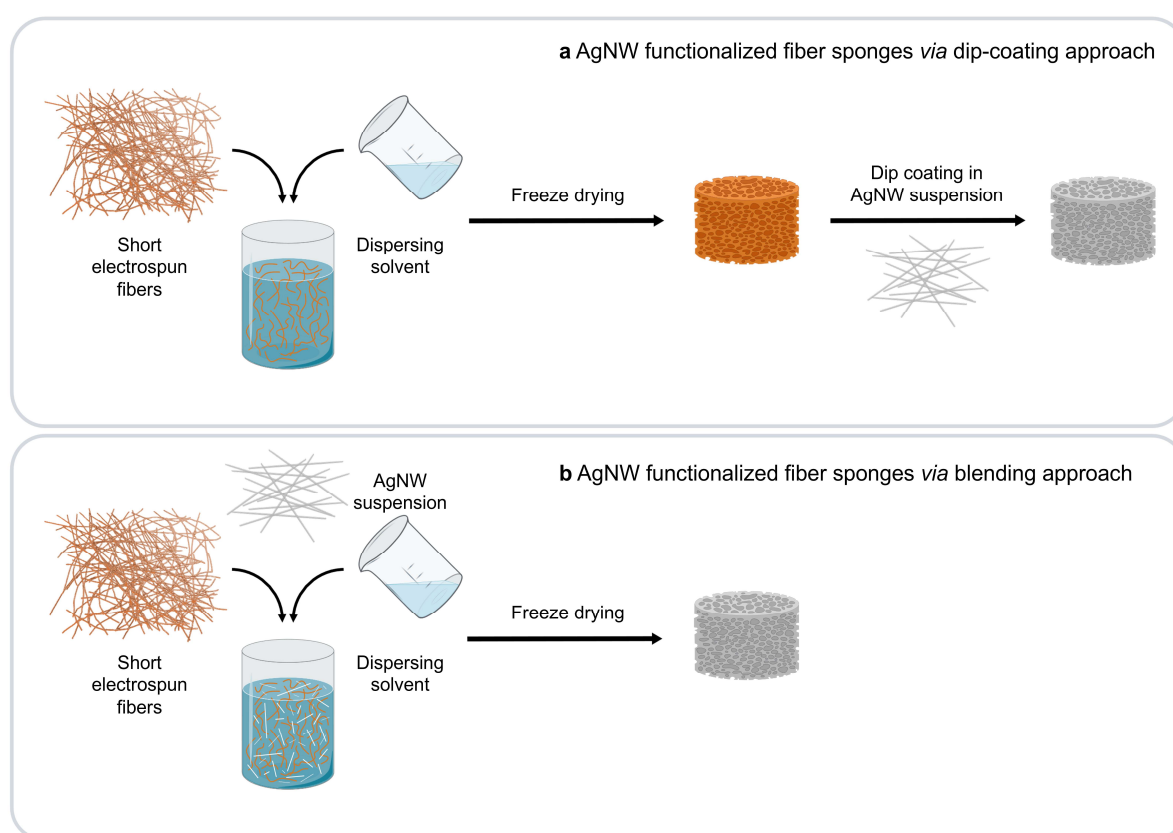 a AgNW functionalized fiber sponges via dip-coating approach
Short
electrospun
fibers
Dispersing
solvent
Freeze drying
Dip coating in
AgNW suspension
b AgNW functionalized fiber sponges via blending approach
AgNW
suspension
Short
electrospun
fibers
Dispersing
solvent
Freeze drying